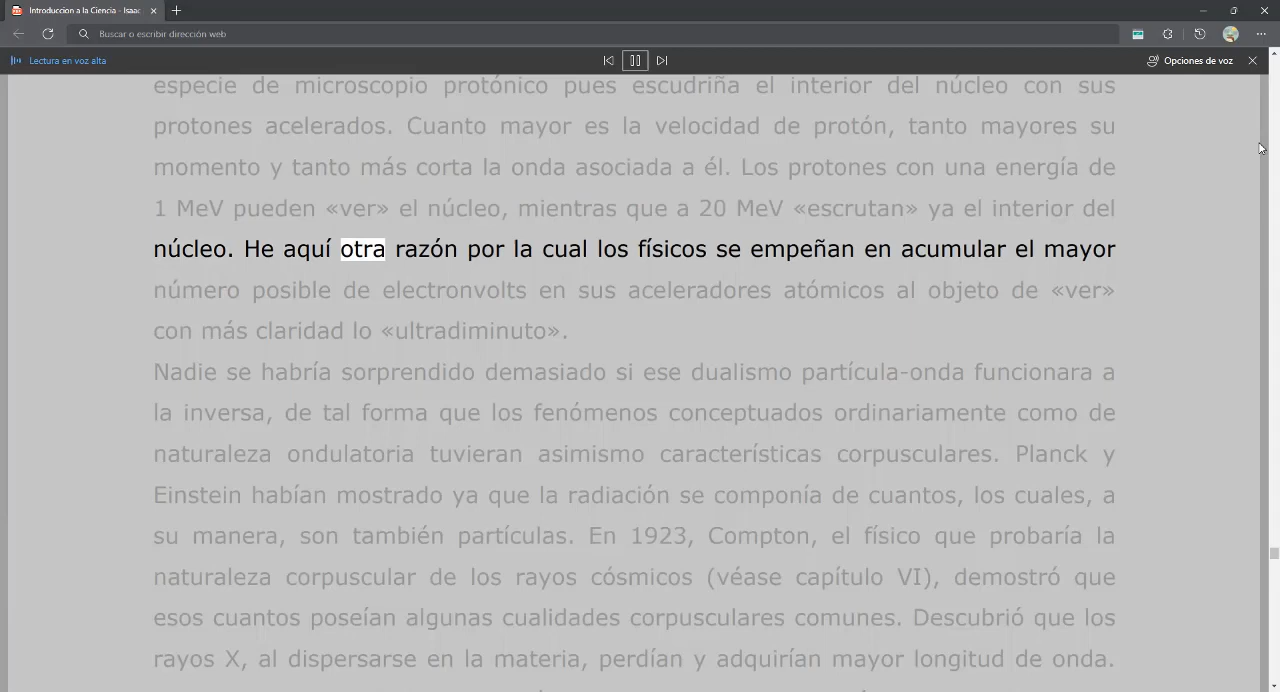 Introduccion a la Ciencia - Isaac
Buscar o escribir dirección web
Lectura en voz alta
Opciones de voz
especie de microscopio protónico pues escudriña el interior del núcleo con sus
protones acelerados. Cuanto mayor es la velocidad de protón, tanto mayores su
momento y tanto más corta la onda asociada a él. Los protones con una energía de
1 MeV pueden «ver» el núcleo, mientras que a 20 MeV «escrutan» ya el interior del
núcleo. He aquí otra razón por la cual los físicos se empeñan en acumular el mayor
número posible de electronvolts en sus aceleradores atómicos al objeto de «ver»
con más claridad lo «ultradiminuto».
Nadie se habría sorprendido demasiado si ese dualismo partícula-onda funcionara a
la inversa, de tal forma que los fenómenos conceptuados ordinariamente como de
naturaleza ondulatoria tuvieran asimismo características corpusculares. Planck y
Einstein habían mostrado ya que la radiación se componía de cuantos, los cuales, a
su manera, son también partículas. En 1923, Compton, el físico que probaría la
naturaleza corpuscular de los rayos cósmicos (véase capítulo VI), demostró que
esos cuantos poseían algunas cualidades corpusculares comunes. Descubrió que los
rayos X, al dispersarse en la materia, perdían y adquirían mayor longitud de onda.